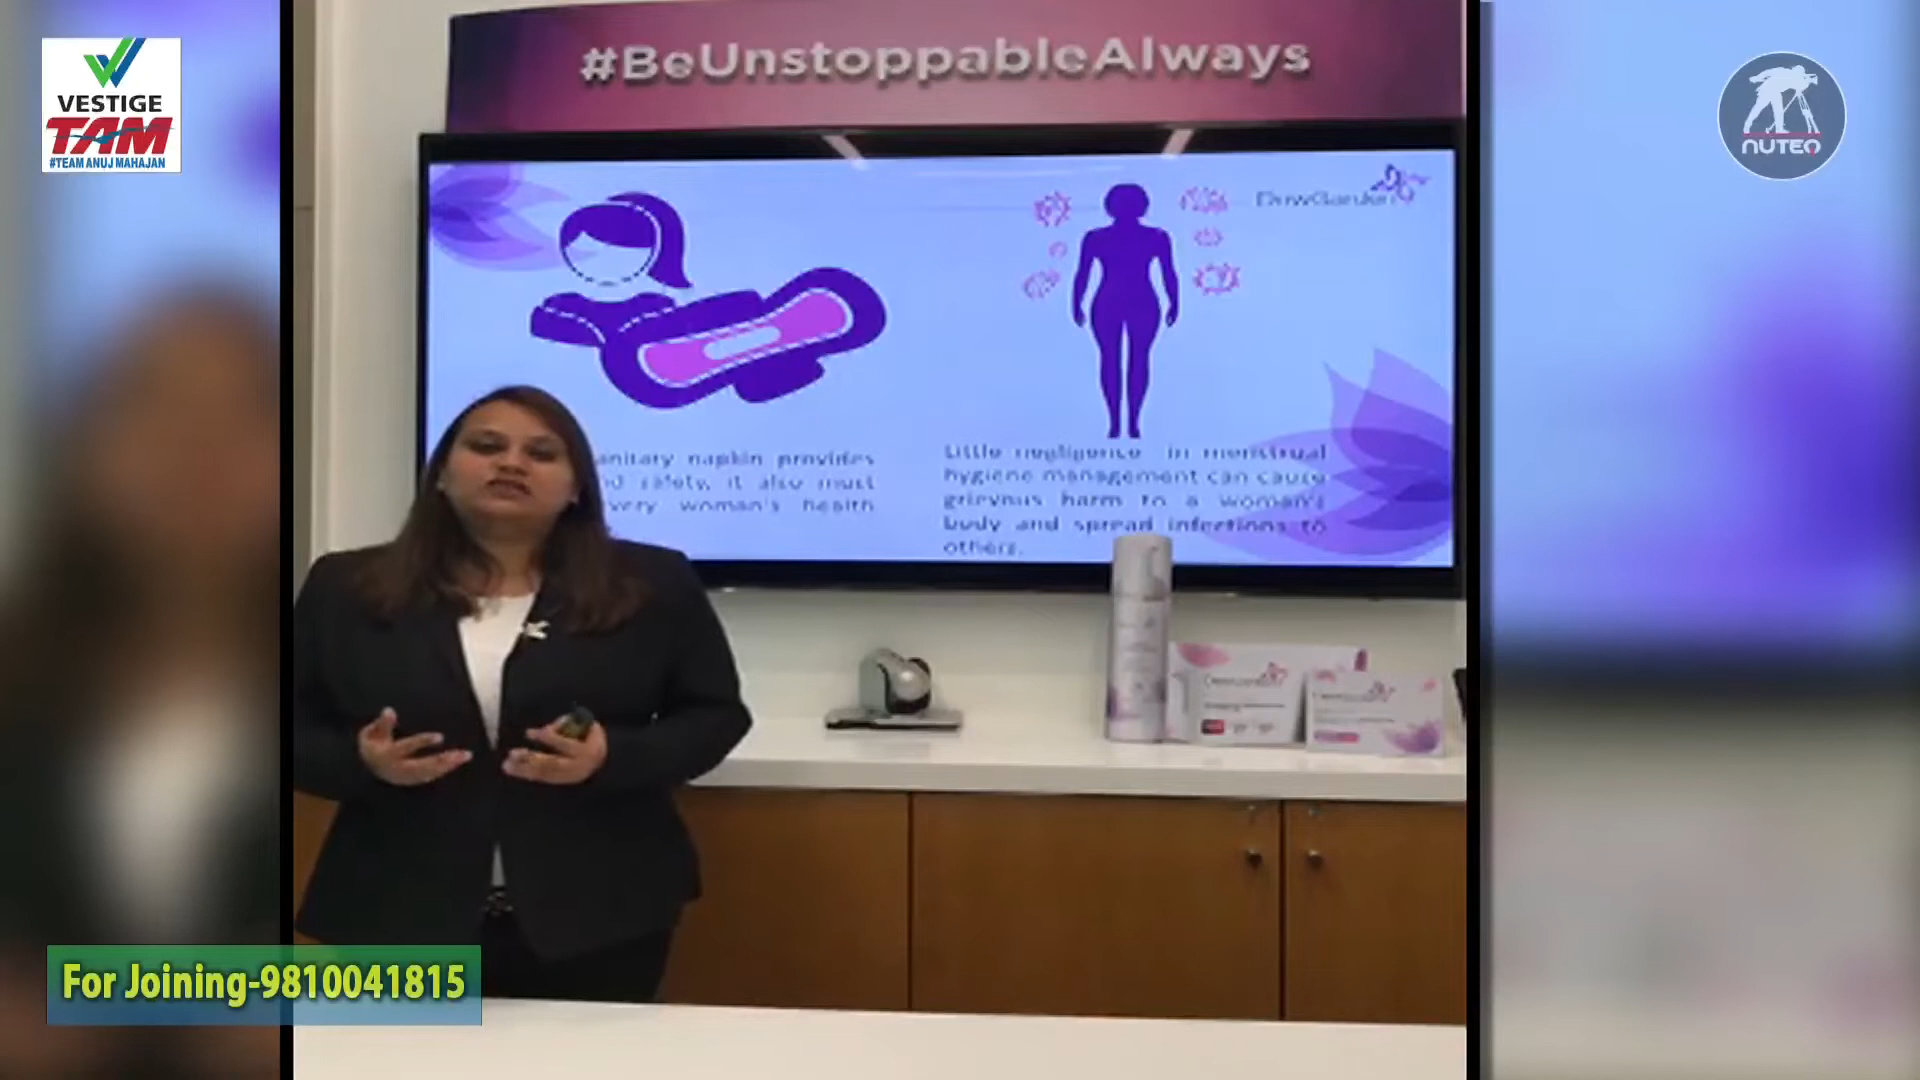 #BeUnstoppableAlways
VESTIGE
TAM
#TEAM ANUJ MAHAJAN
NUTEQ
DewGarden
anitary napkin provides
nd safety, it also must
very woman's health
Little negligence in menstrual
hygiene management can cause
grievous harm to a woman's
body and spread infections to
others.
For Joining-9810041815